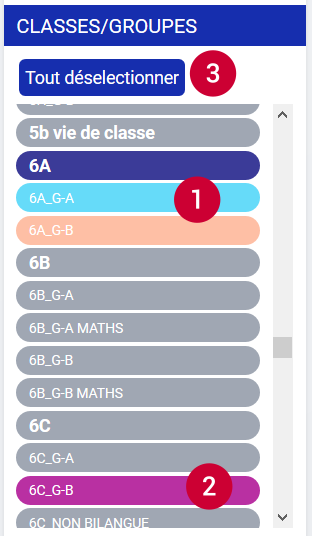 CLASSES/GROUPES
Tout déselectionner
3
5b vie de classe
6A
6A_G-A
1
6A_G-B
6B
6B_G-A
6B_G-A MATHS
6B_G-B
6B_G-B MATHS
6C
6C_G-A
6C_G-B
2
6C_NON BILANGUE